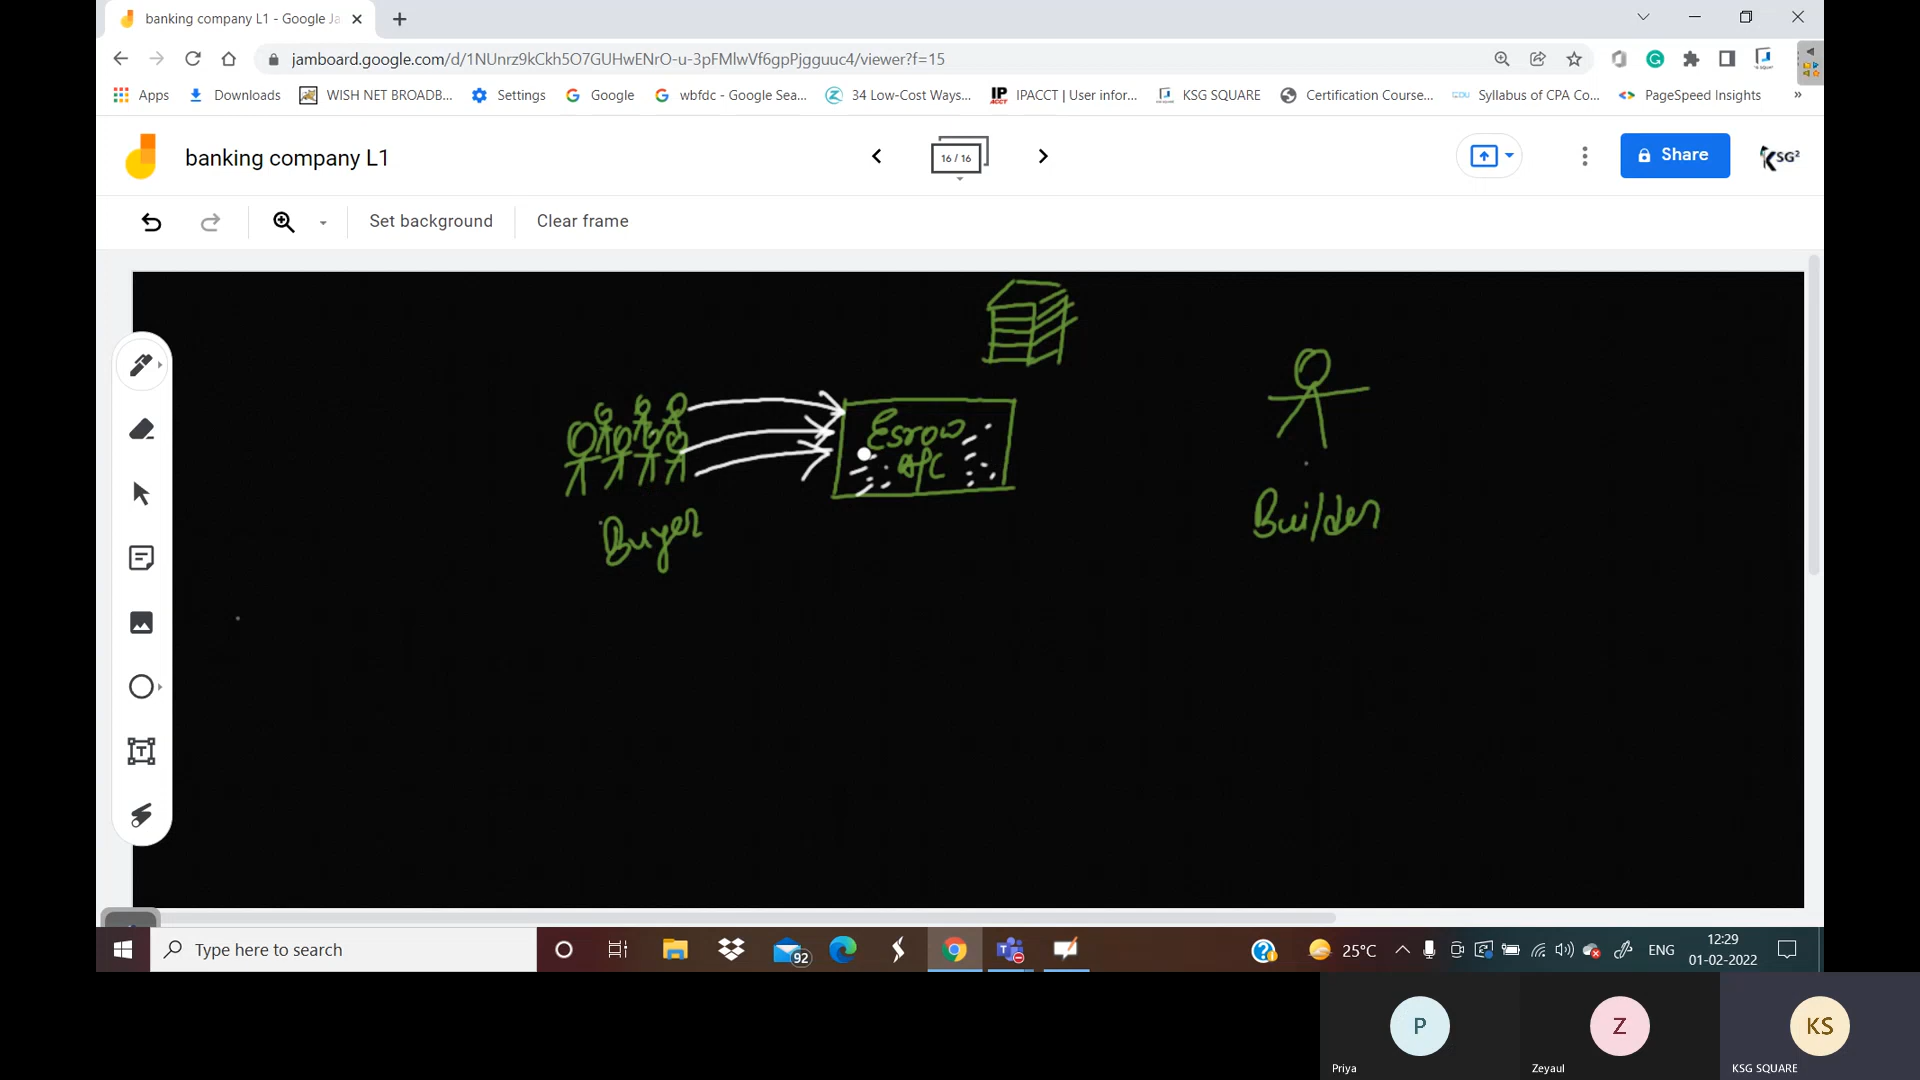 banking company L1 - Google Ja
jamboard.google.com/d/1NUnrz9kCkh5O7GUHwENrO-u-3pFMlwVf6gpPjgguuc4/viewer?f=15
Apps Downloads WISH NET BROADB... Settings Google wbfdc - Google Sea... 34 Low-Cost Ways... IPACCT | User infor... KSG SQUARE Certification Course... Syllabus of CPA Co... PageSpeed Insights »
banking company L1
16 / 16
Share
KSG²
Set background Clear frame
Esrow
A/C
Buyer
Builder
Type here to search
92
25°C
ENG
12:29
01-02-2022
P Z KS
Priya Zeyaul KSG SQUARE